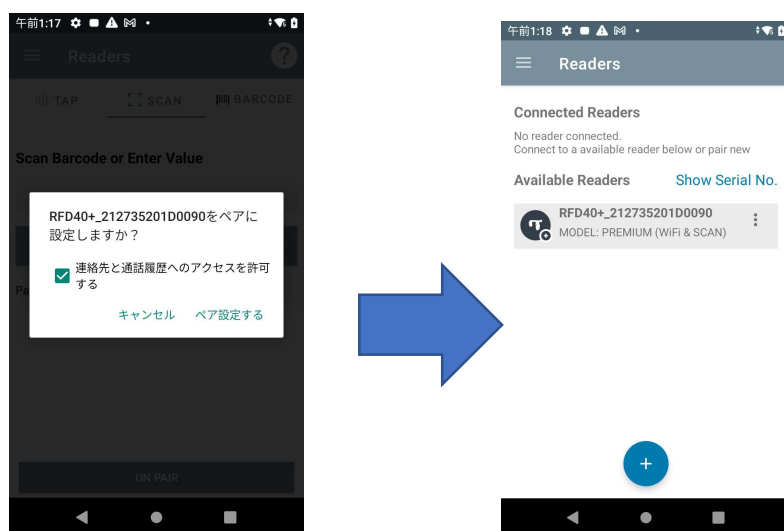 午前1:17
Readers
?
TAP
SCAN
BARCODE
Scan Barcode or Enter Value
RFD40+_212735201D0090をペアに
設定しますか？
連絡先と通話履歴へのアクセスを許可
する
Pa
キャンセル ペア設定する
UN PAIR
午前1:18
Readers
Connected Readers
No reader connected.
Connect to a available reader below or pair new
Available Readers Show Serial No.
RFD40+_212735201D0090
MODEL: PREMIUM (WiFi & SCAN)